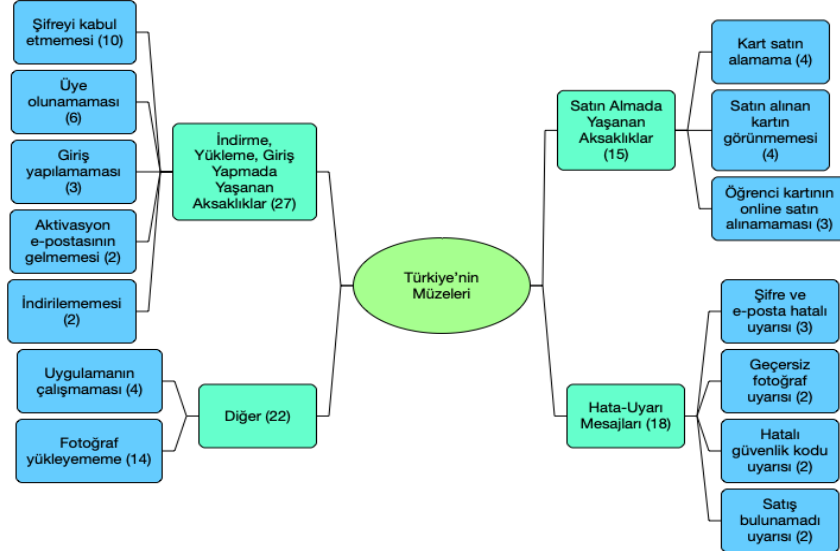 Şifreyi kabul
etmemesi (10)
Üye
olunamaması
(6)
Giriş
yapılamaması
(3)
Aktivasyon
e-postasının
gelmemesi (2)
İndirilememesi
(2)
İndirme,
Yükleme, Giriş
Yapmada
Yaşanan
Aksaklıklar (27)
Uygulamanın
çalışmaması (4)
Fotoğraf
yükleyememe (14)
Diğer (22)
Türkiye'nin
Müzeleri
Satın Almada
Yaşanan
Aksaklıklar
(15)
Kart satın
alamama (4)
Satın alınan
kartın
görünmemesi
(4)
Öğrenci kartının
online satın
alınamaması (3)
Hata-Uyarı
Mesajları (18)
Şifre ve
e-posta hatalı
uyarısı (3)
Geçersiz
fotoğraf
uyarısı (2)
Hatalı
güvenlik kodu
uyarısı (2)
Satış
bulunamadı
uyarısı (2)